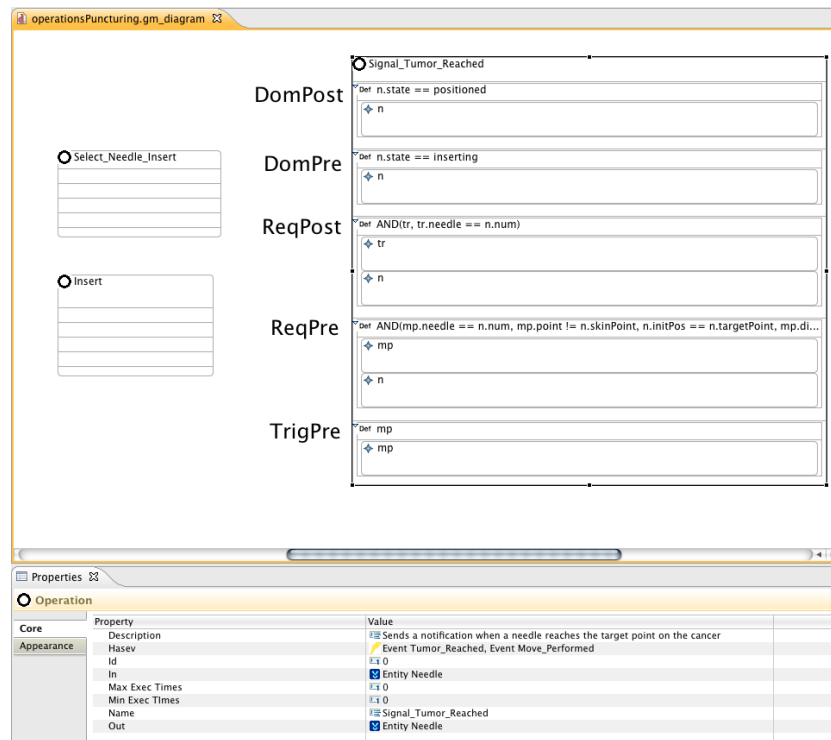 operationsPuncturing.gm_diagram
Signal_Tumor_Reached
DomPost
Def n.state == positioned
n
Select_Needle_Insert
DomPre
Def n.state == inserting
n
ReqPost
Def AND(tr, tr.needle == n.num)
tr
Insert
n
ReqPre
Def AND(mp.needle == n.num, mp.point != n.skinPoint, n.initPos == n.targetPoint, mp.di...
mp
n
TrigPre
Def mp
mp
Properties
Operation
Property Value
Core
Description Sends a notification when a needle reaches the target point on the cancer
Appearance
Hasev Event Tumor_Reached, Event Move_Performed
Id 0
In Entity Needle
Max Exec Times 0
Min Exec TImes 0
Name Signal_Tumor_Reached
Out Entity Needle